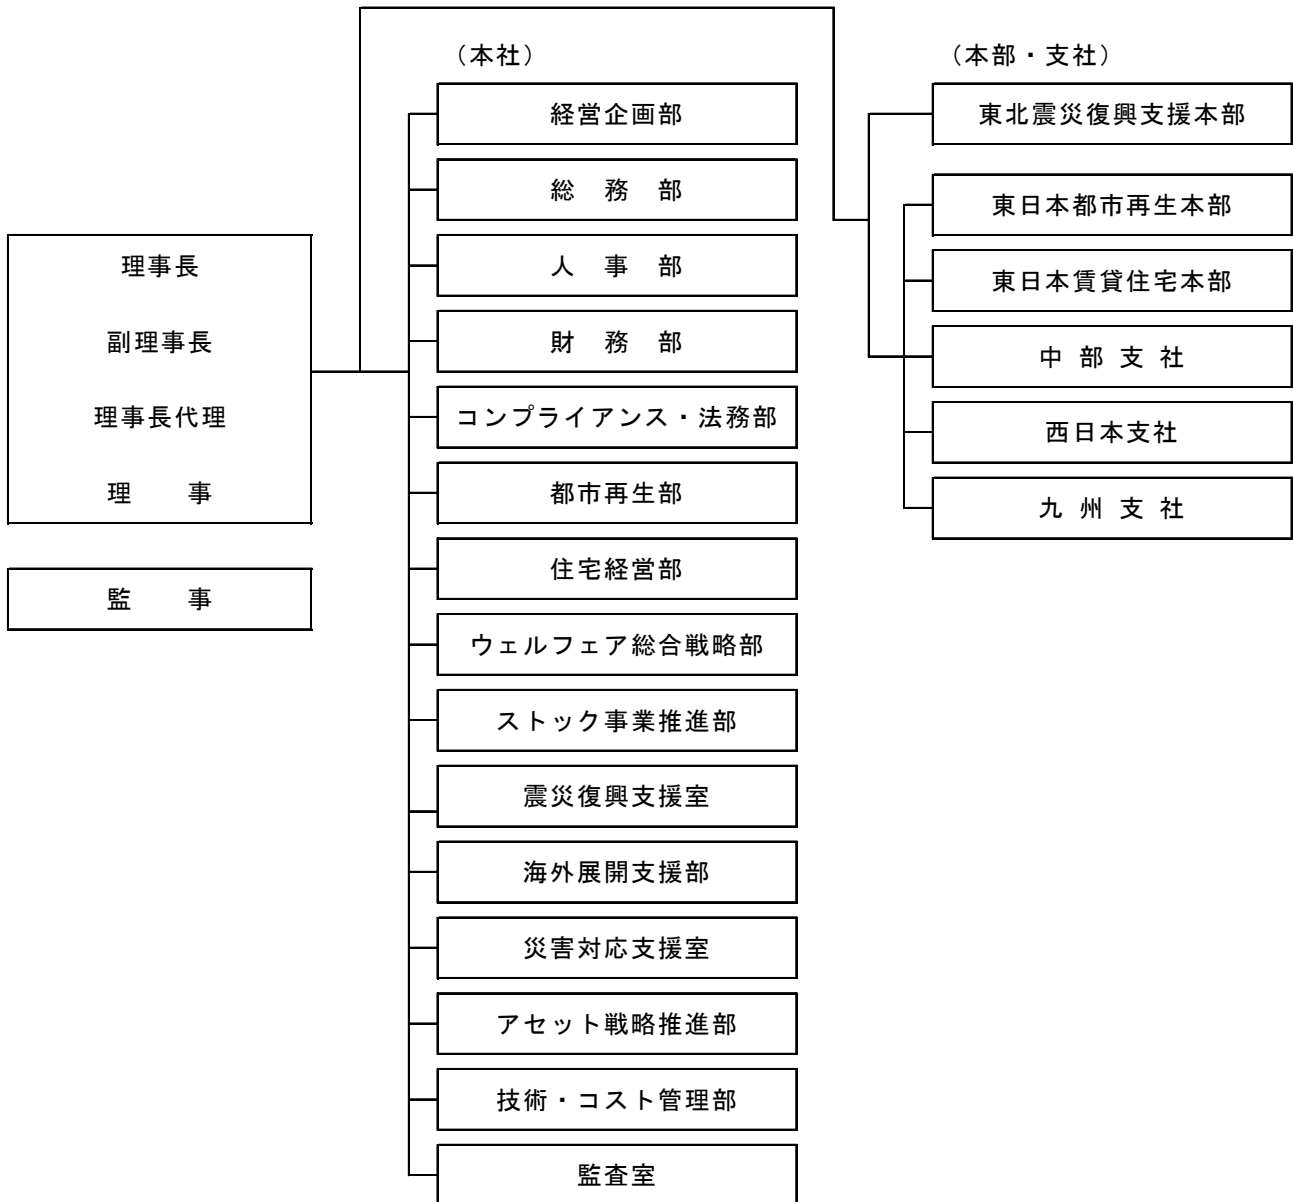 (本社)
経営企画部
総務部
人事部
財務部
コンプライアンス・法務部
都市再生部
住宅経営部
ウェルフェア総合戦略部
ストック事業推進部
震災復興支援室
海外展開支援部
災害対応支援室
アセット戦略推進部
技術・コスト管理部
監査室
(本部・支社)
東北震災復興支援本部
東日本都市再生本部
東日本賃貸住宅本部
中部支社
西日本支社
九州支社
理事長
副理事長
理事長代理
理事
監事